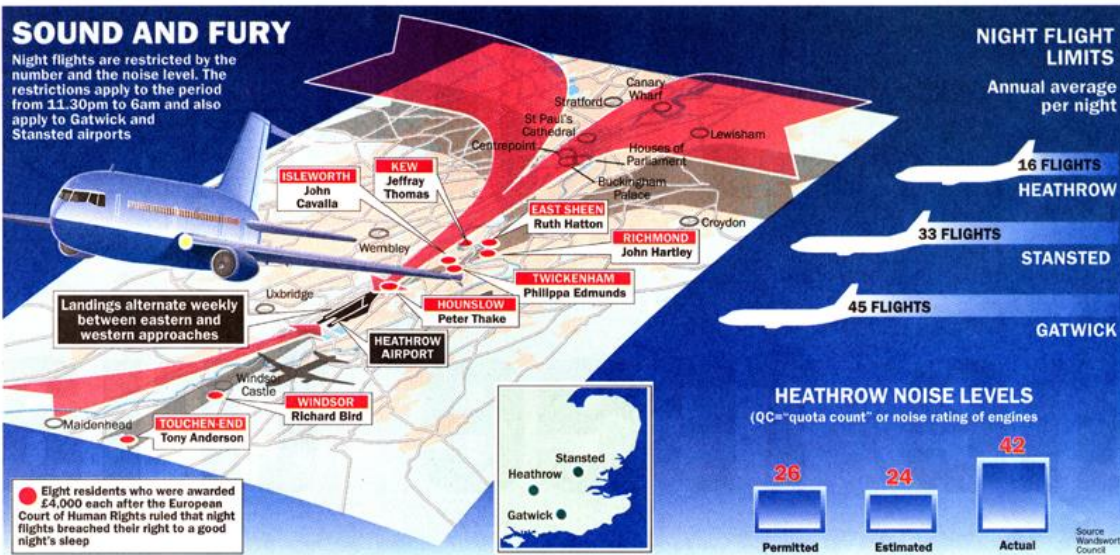 SOUND AND FURY
Night flights are restricted by the
number and the noise level. The
restrictions apply to the period
from 11.30pm to 6am and also
apply to Gatwick and
Stansted airports
Stratford
Canary
Wharf
St Paul's
Cathedral
Centrepoint
Lewisham
Houses of
Parliament
Buckingham
Palace
Croydon
KEW
Jeffray
Thomas
ISLEWORTH
John
Cavalla
EAST SHEEN
Ruth Hatton
RICHMOND
John Hartley
Wembley
TWICKENHAM
Philippa Edmunds
Uxbridge
HOUNSLOW
Peter Thake
Landings alternate weekly
between eastern and
western approaches
HEATHROW
AIRPORT
Windsor
Castle
WINDSOR
Richard Bird
Maidenhead
TOUCHEN-END
Tony Anderson
Eight residents who were awarded
£4,000 each after the European
Court of Human Rights ruled that night
flights breached their right to a good
night's sleep
Stansted
Heathrow
Gatwick
NIGHT FLIGHT
LIMITS
Annual average
per night
16 FLIGHTS
HEATHROW
33 FLIGHTS
STANSTED
45 FLIGHTS
GATWICK
HEATHROW NOISE LEVELS
(QC="quota count" or noise rating of engines
26
24
42
Permitted
Estimated
Actual
Source
Wandswor
Council